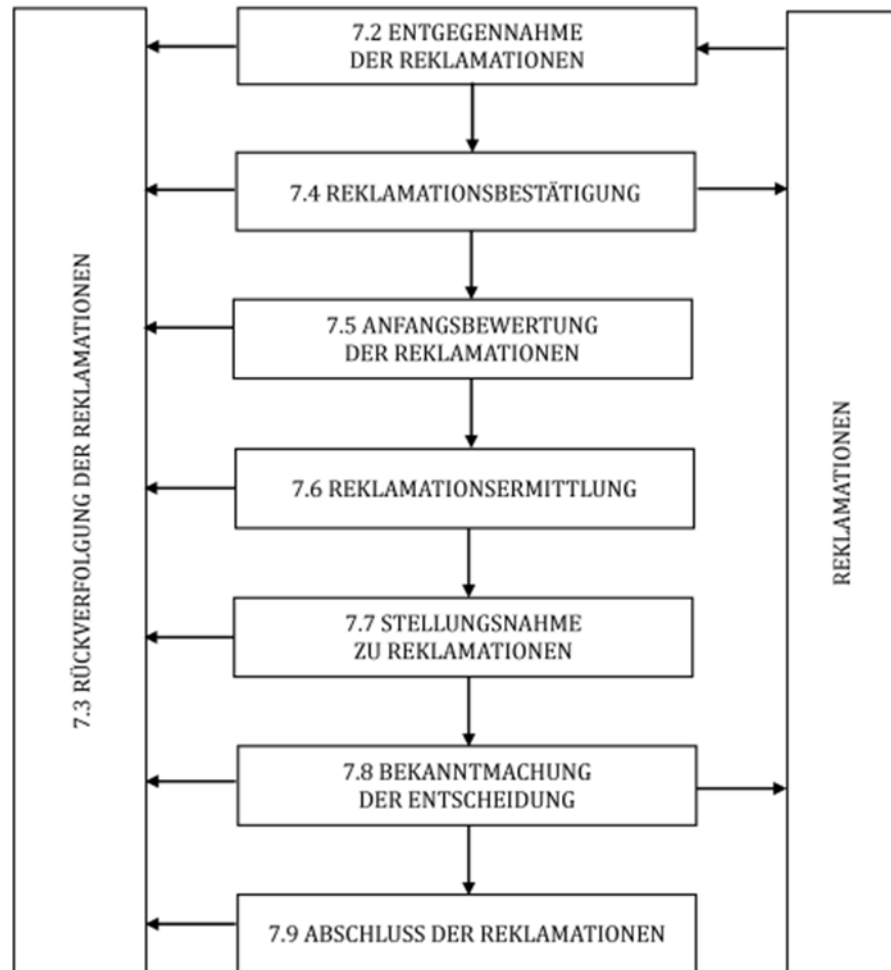 7.2 ENTGEGENNAHME
DER REKLAMATIONEN
7.4 REKLAMATIONSBESTÄTIGUNG
7.5 ANFANGSBEWERTUNG
DER REKLAMATIONEN
7.6 REKLAMATIONSERMITTLUNG
7.7 STELLUNGSNAHME
ZU REKLAMATIONEN
7.8 BEKANNTMACHUNG
DER ENTSCHEIDUNG
7.9 ABSCHLUSS DER REKLAMATIONEN
7.3 RÜCKVERFOLGUNG DER REKLAMATIONEN
REKLAMATIONEN